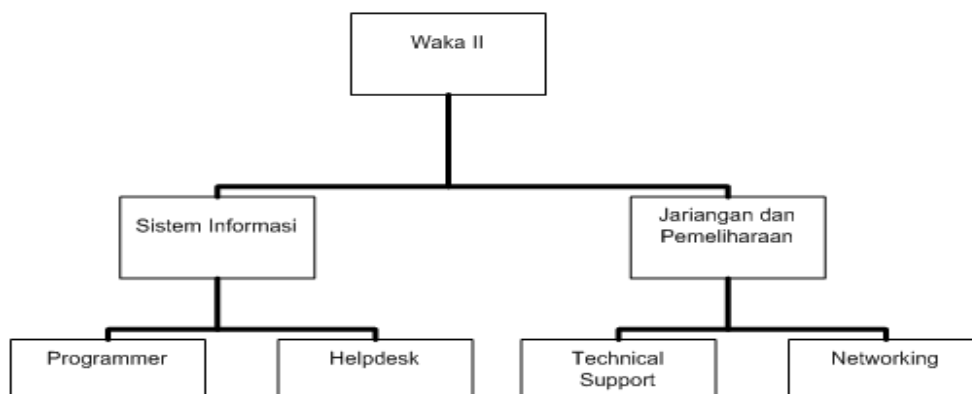 Waka II
Sistem Informasi
Jariangan dan
Pemeliharaan
Programmer
Helpdesk
Technical
Support
Networking